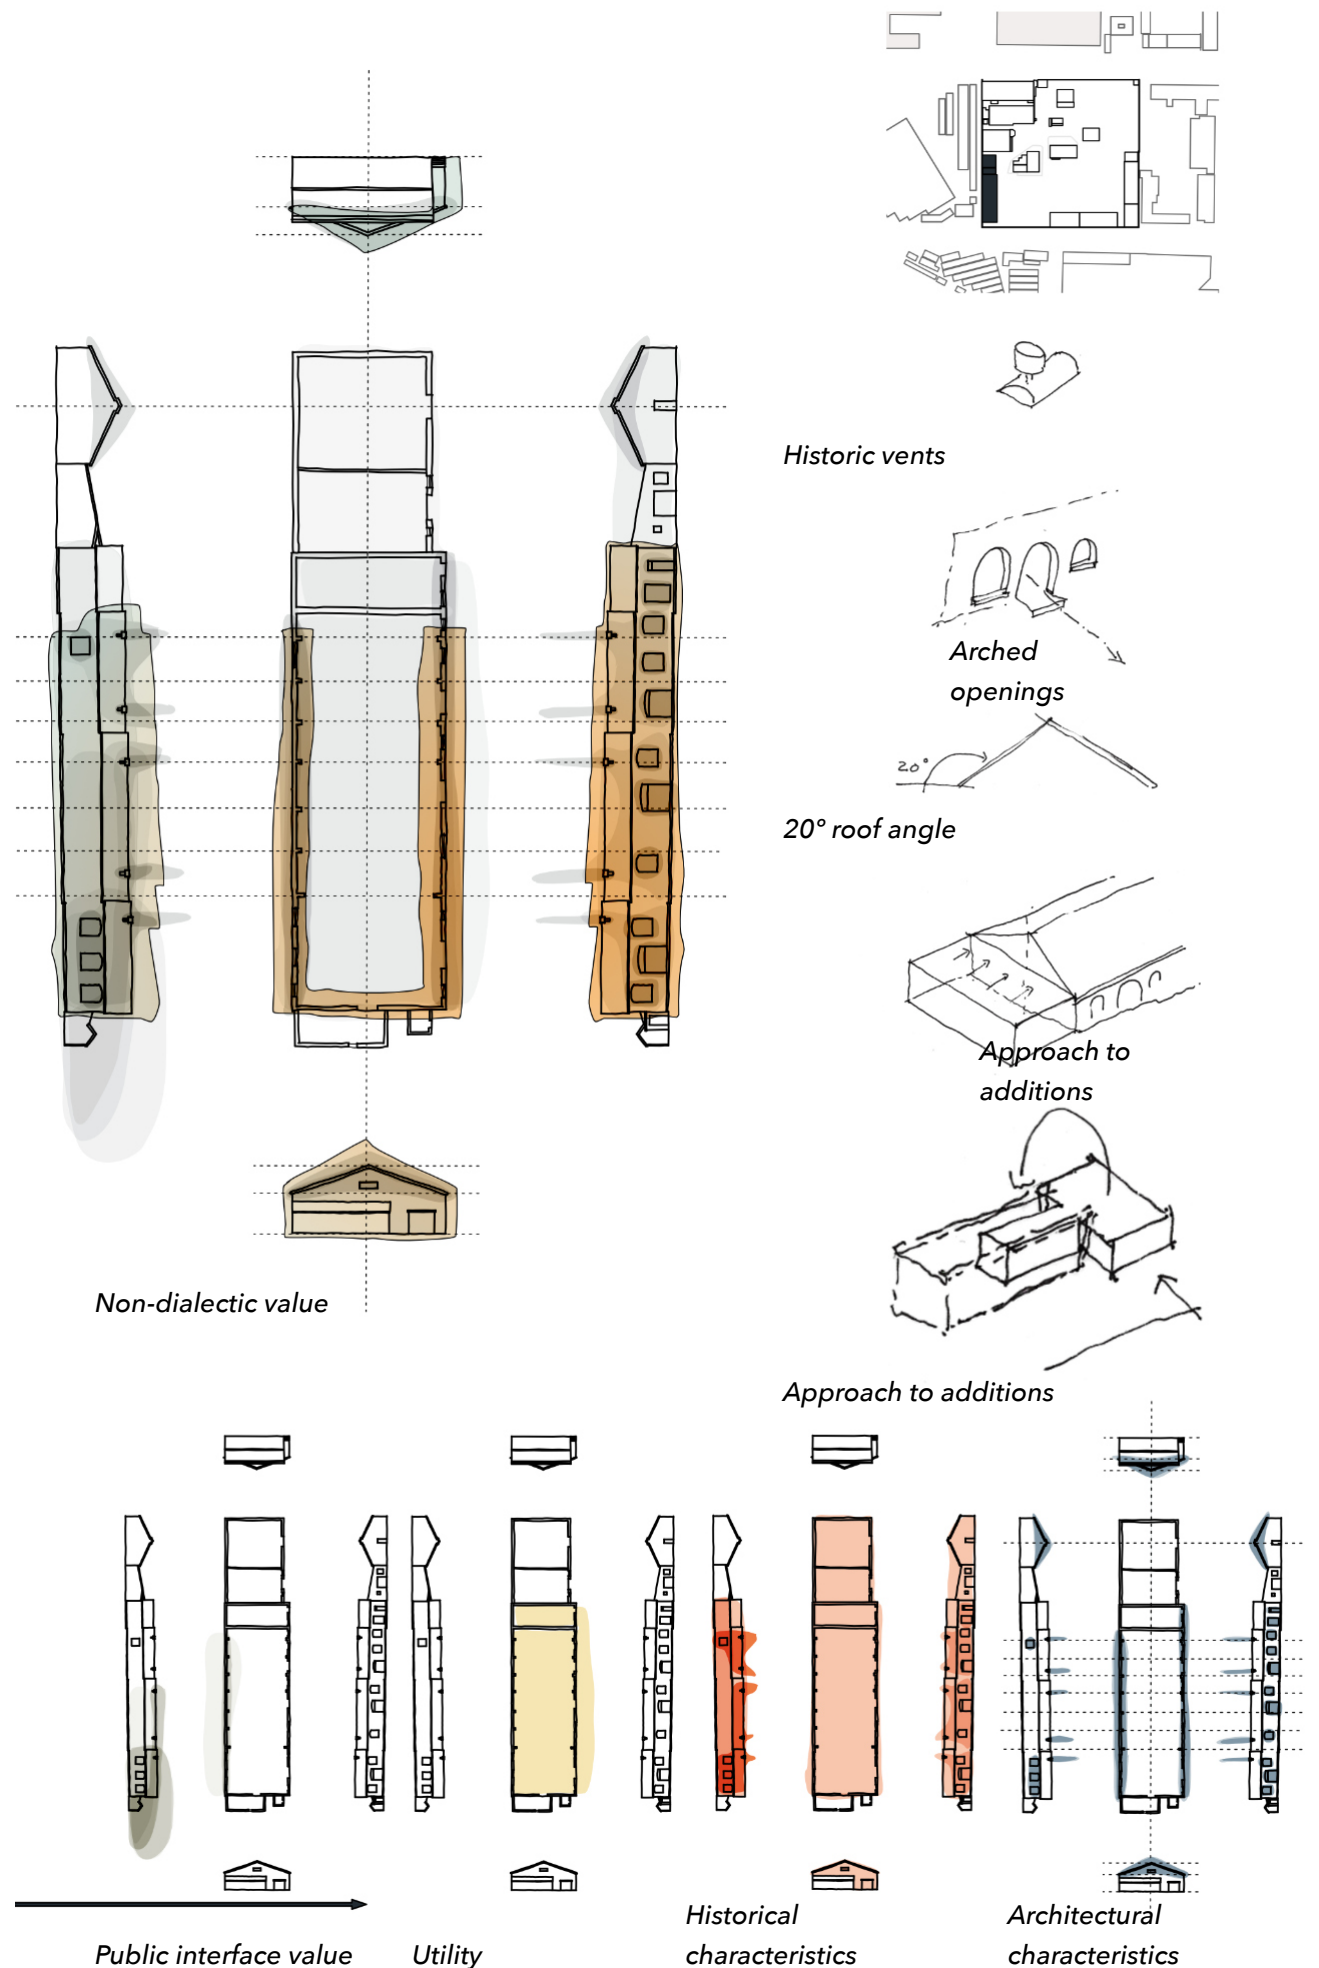 Historic vents
Arched
openings
20°
20° roof angle
Approach to
additions
Non-dialectic value
Approach to additions
Public interface value
Utility
Historical
characteristics
Architectural
characteristics